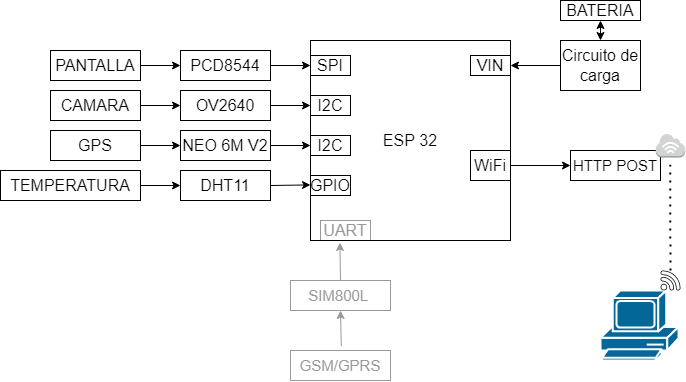 BATERIA
Circuito de
carga
PANTALLA
PCD8544
SPI
VIN
CAMARA
OV2640
I2C
ESP 32
GPS
NEO 6M V2
I2C
WiFi
HTTP POST
TEMPERATURA
DHT11
GPIO
UART
SIM800L
GSM/GPRS